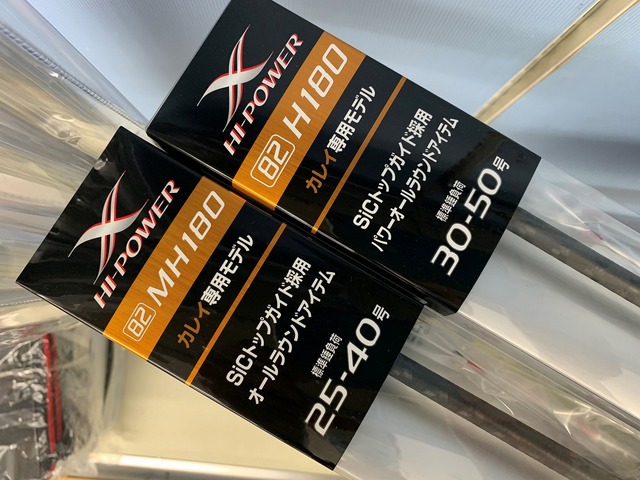 X
HI-POWER
82 H180
カレイ専用モデル
SiCトップガイド採用
パワーオールラウンドアイテム
標準錘負荷
30-50号
X
HI-POWER
82 MH180
カレイ専用モデル
SiCトップガイド採用
オールラウンドアイテム
標準錘負荷
25-40号